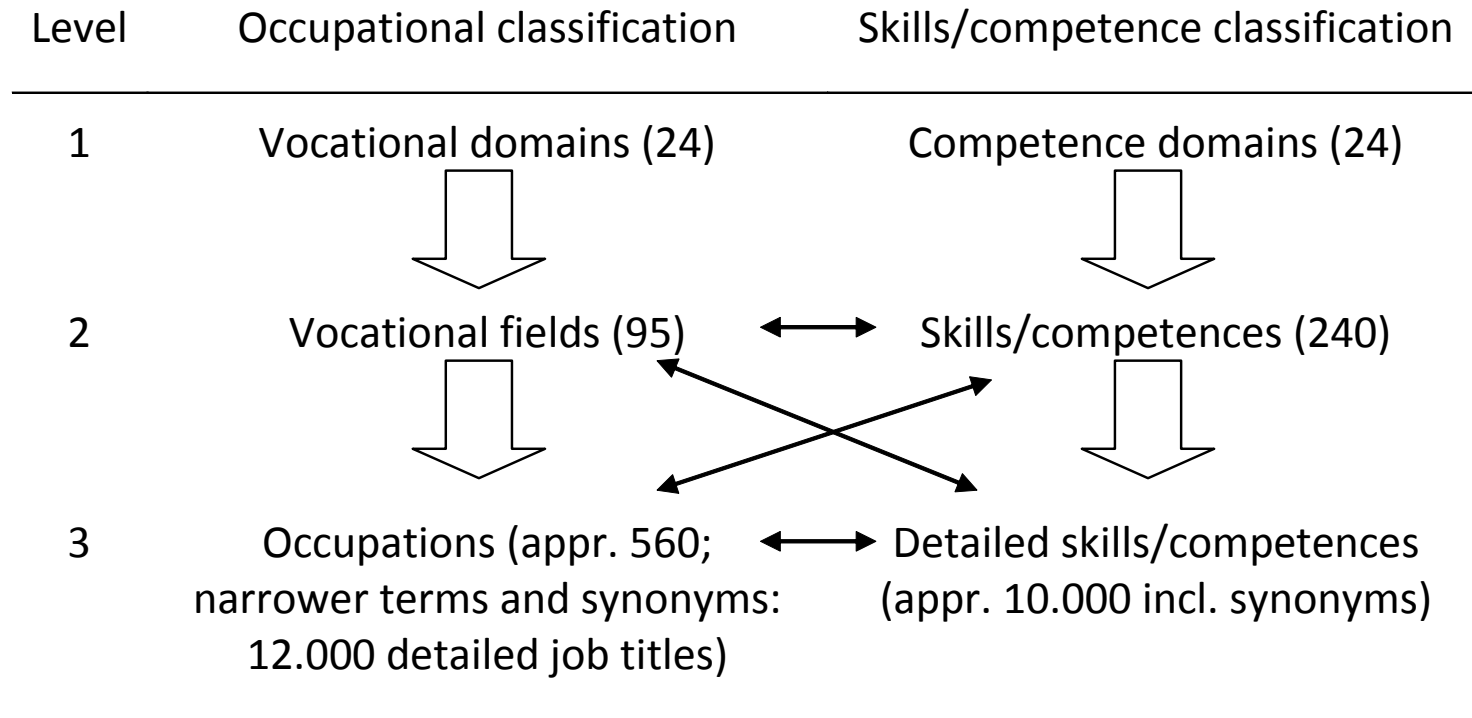 Level Occupational classification Skills/competence classification
1 Vocational domains (24) Competence domains (24)
2 Vocational fields (95) Skills/competences (240)
3 Occupations (appr. 560; Detailed skills/competences
narrower terms and synonyms: (appr. 10.000 incl. synonyms)
12.000 detailed job titles)